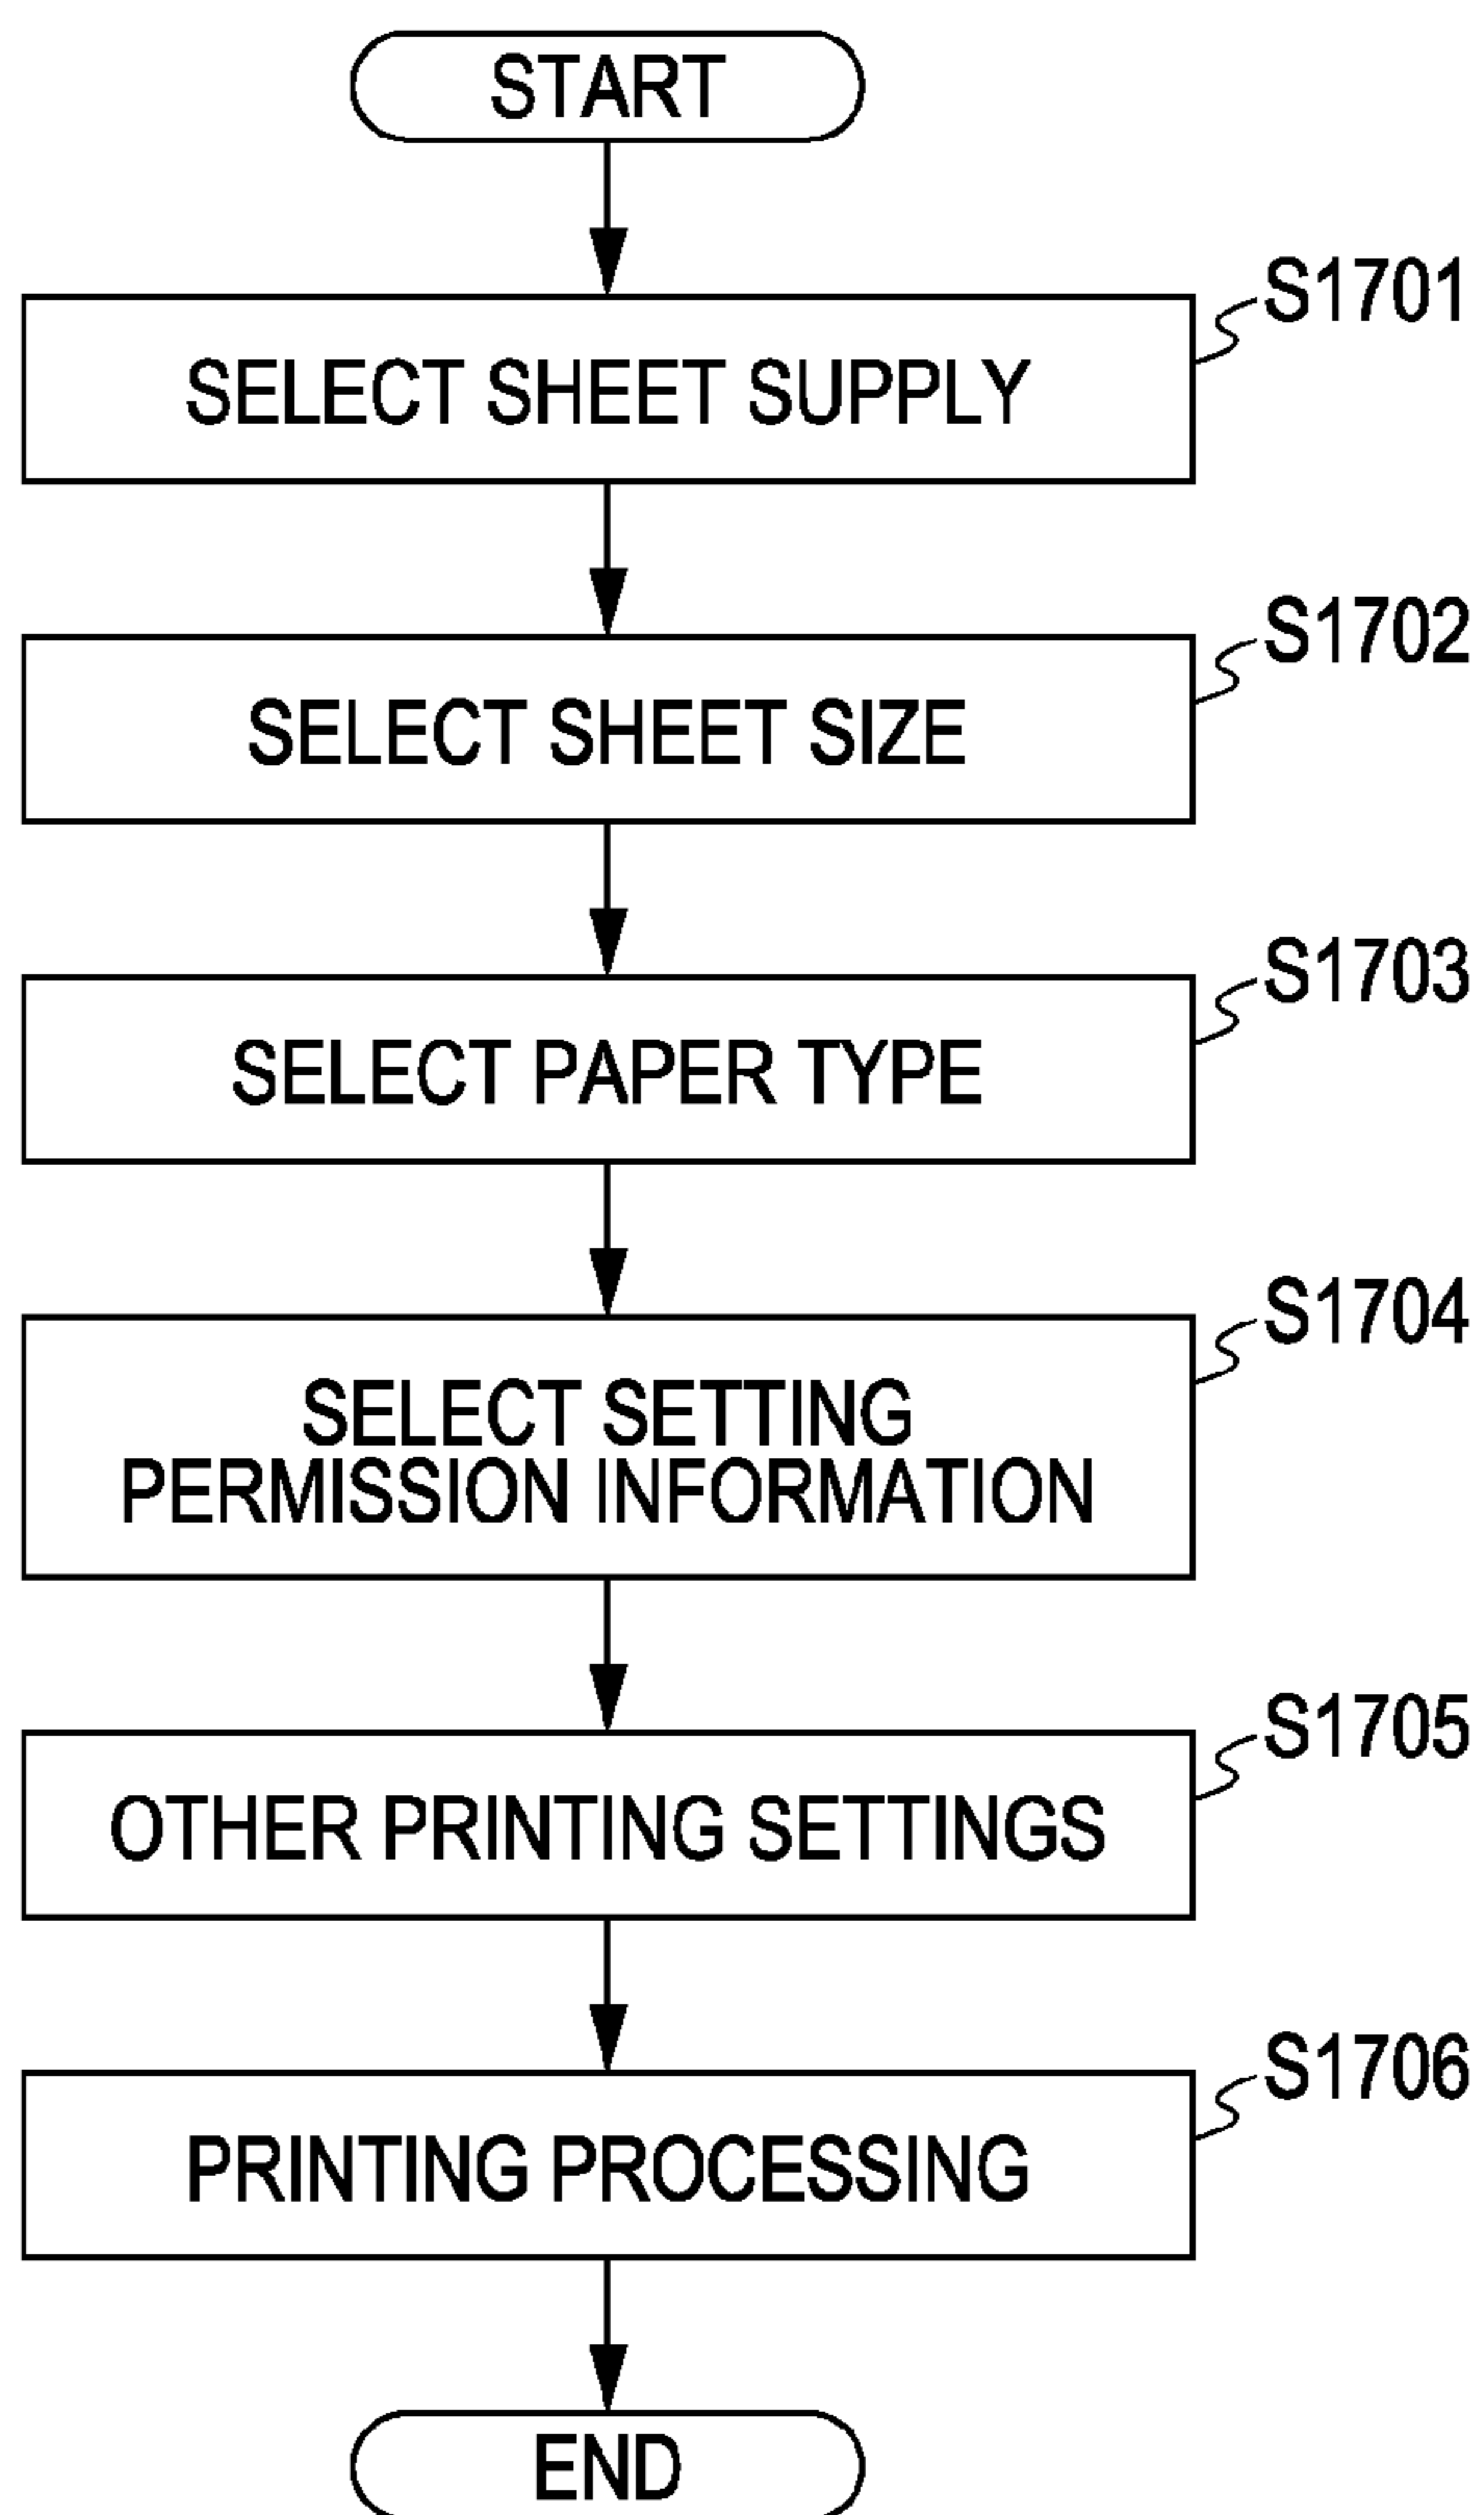 START
S1701
SELECT SHEET SUPPLY
S1702
SELECT SHEET SIZE
S1703
SELECT PAPER TYPE
S1704
SELECT SETTING
PERMISSION INFORMATION
S1705
OTHER PRINTING SETTINGS
S1706
PRINTING PROCESSING
END